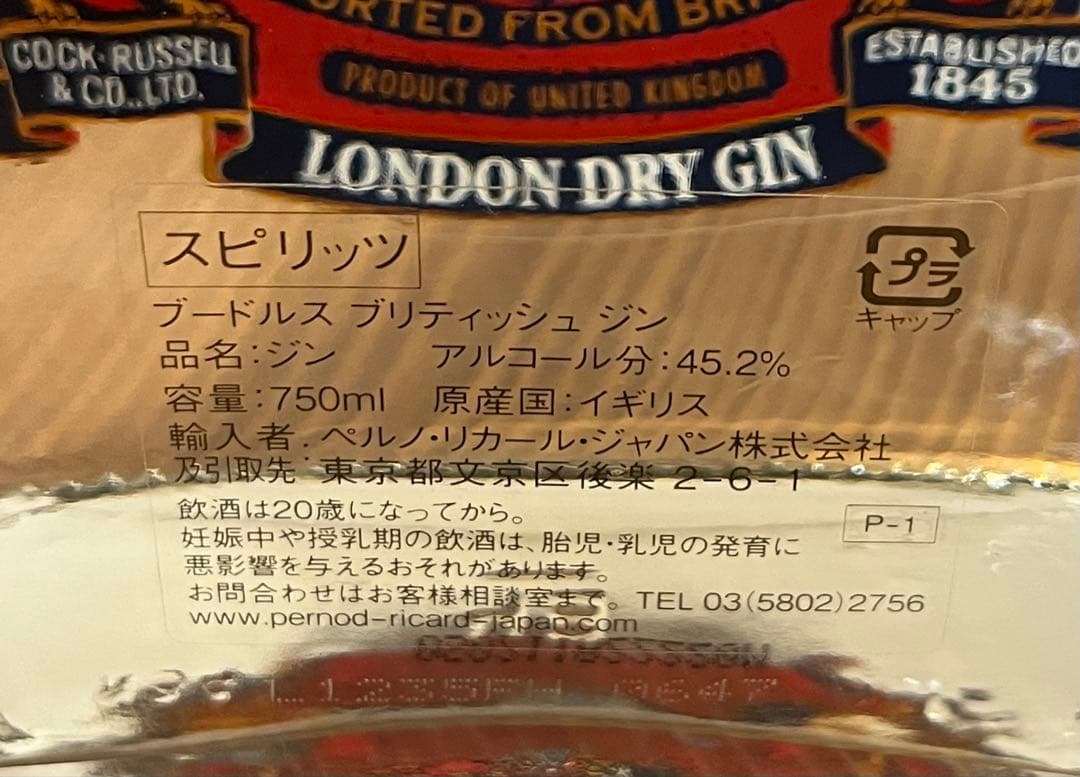 ORTED FROM BRI
COCK·RUSSELL
& CO., LTD.
PRODUCT OF UNITED KINGDOM
ESTABLISHED
1845
LONDON DRY GIN
スピリッツ
プラ
キャップ
ブードルス ブリティッシュ ジン
品名:ジン アルコール分:45.2%
容量:750ml 原産国:イギリス
輸入者:ペルノ・リカール・ジャパン株式会社
及引取先 東京都文京区後楽 2-6-1
飲酒は20歳になってから。
P-1
妊娠中や授乳期の飲酒は、胎児・乳児の発育に
悪影響を与えるおそれがあります。
お問合わせはお客様相談室まで。TEL 03(5802)2756
www.pernod-ricard-japan.com